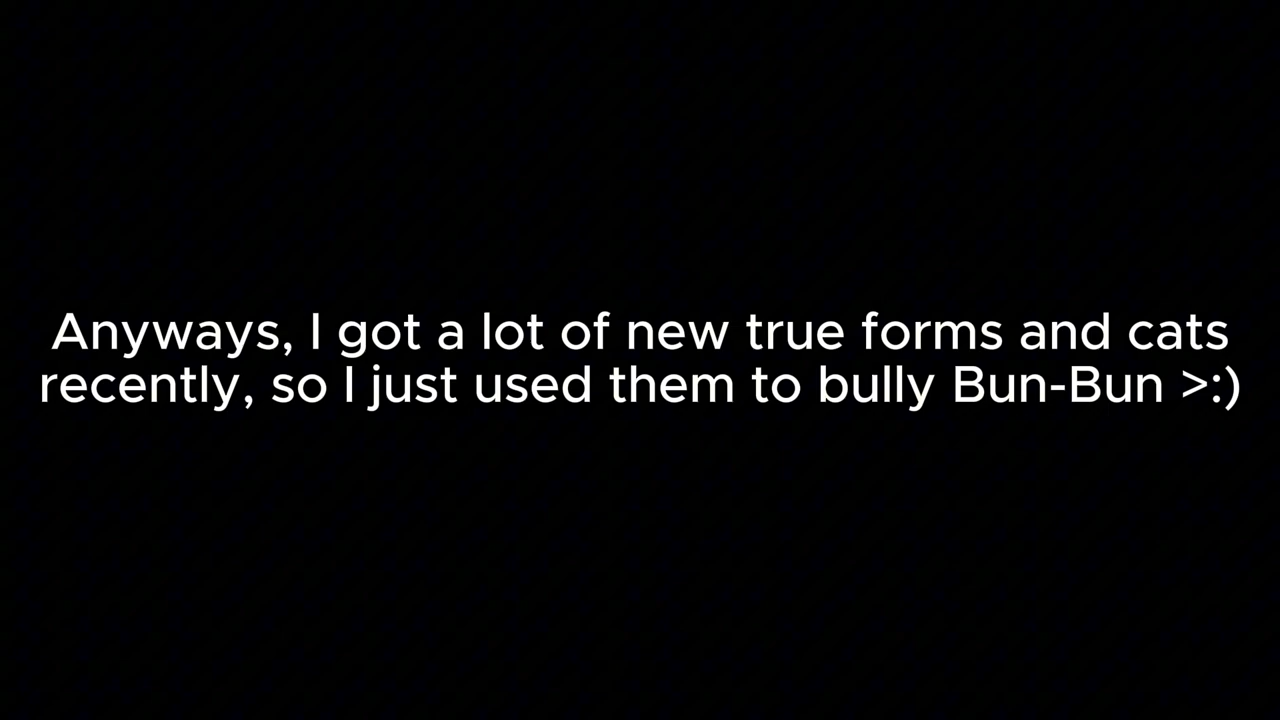 Anyways, I got a lot of new true forms and cats
recently, so I just used them to bully Bun-Bun >:)